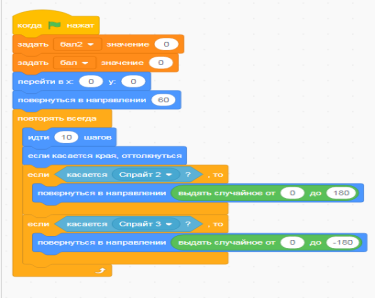 когда нажат
задать бал2 значение 0
задать бал значение 0
перейти в x: 0 y: 0
повернуться в направлении 60
повторять всегда
идти 10 шагов
если касается края, оттолкнуться
если касается Спрайт 2 ? , то
повернуться в направлении выдать случайное от 0 до 180
если касается Спрайт 3 ? , то
повернуться в направлении выдать случайное от 0 до -180